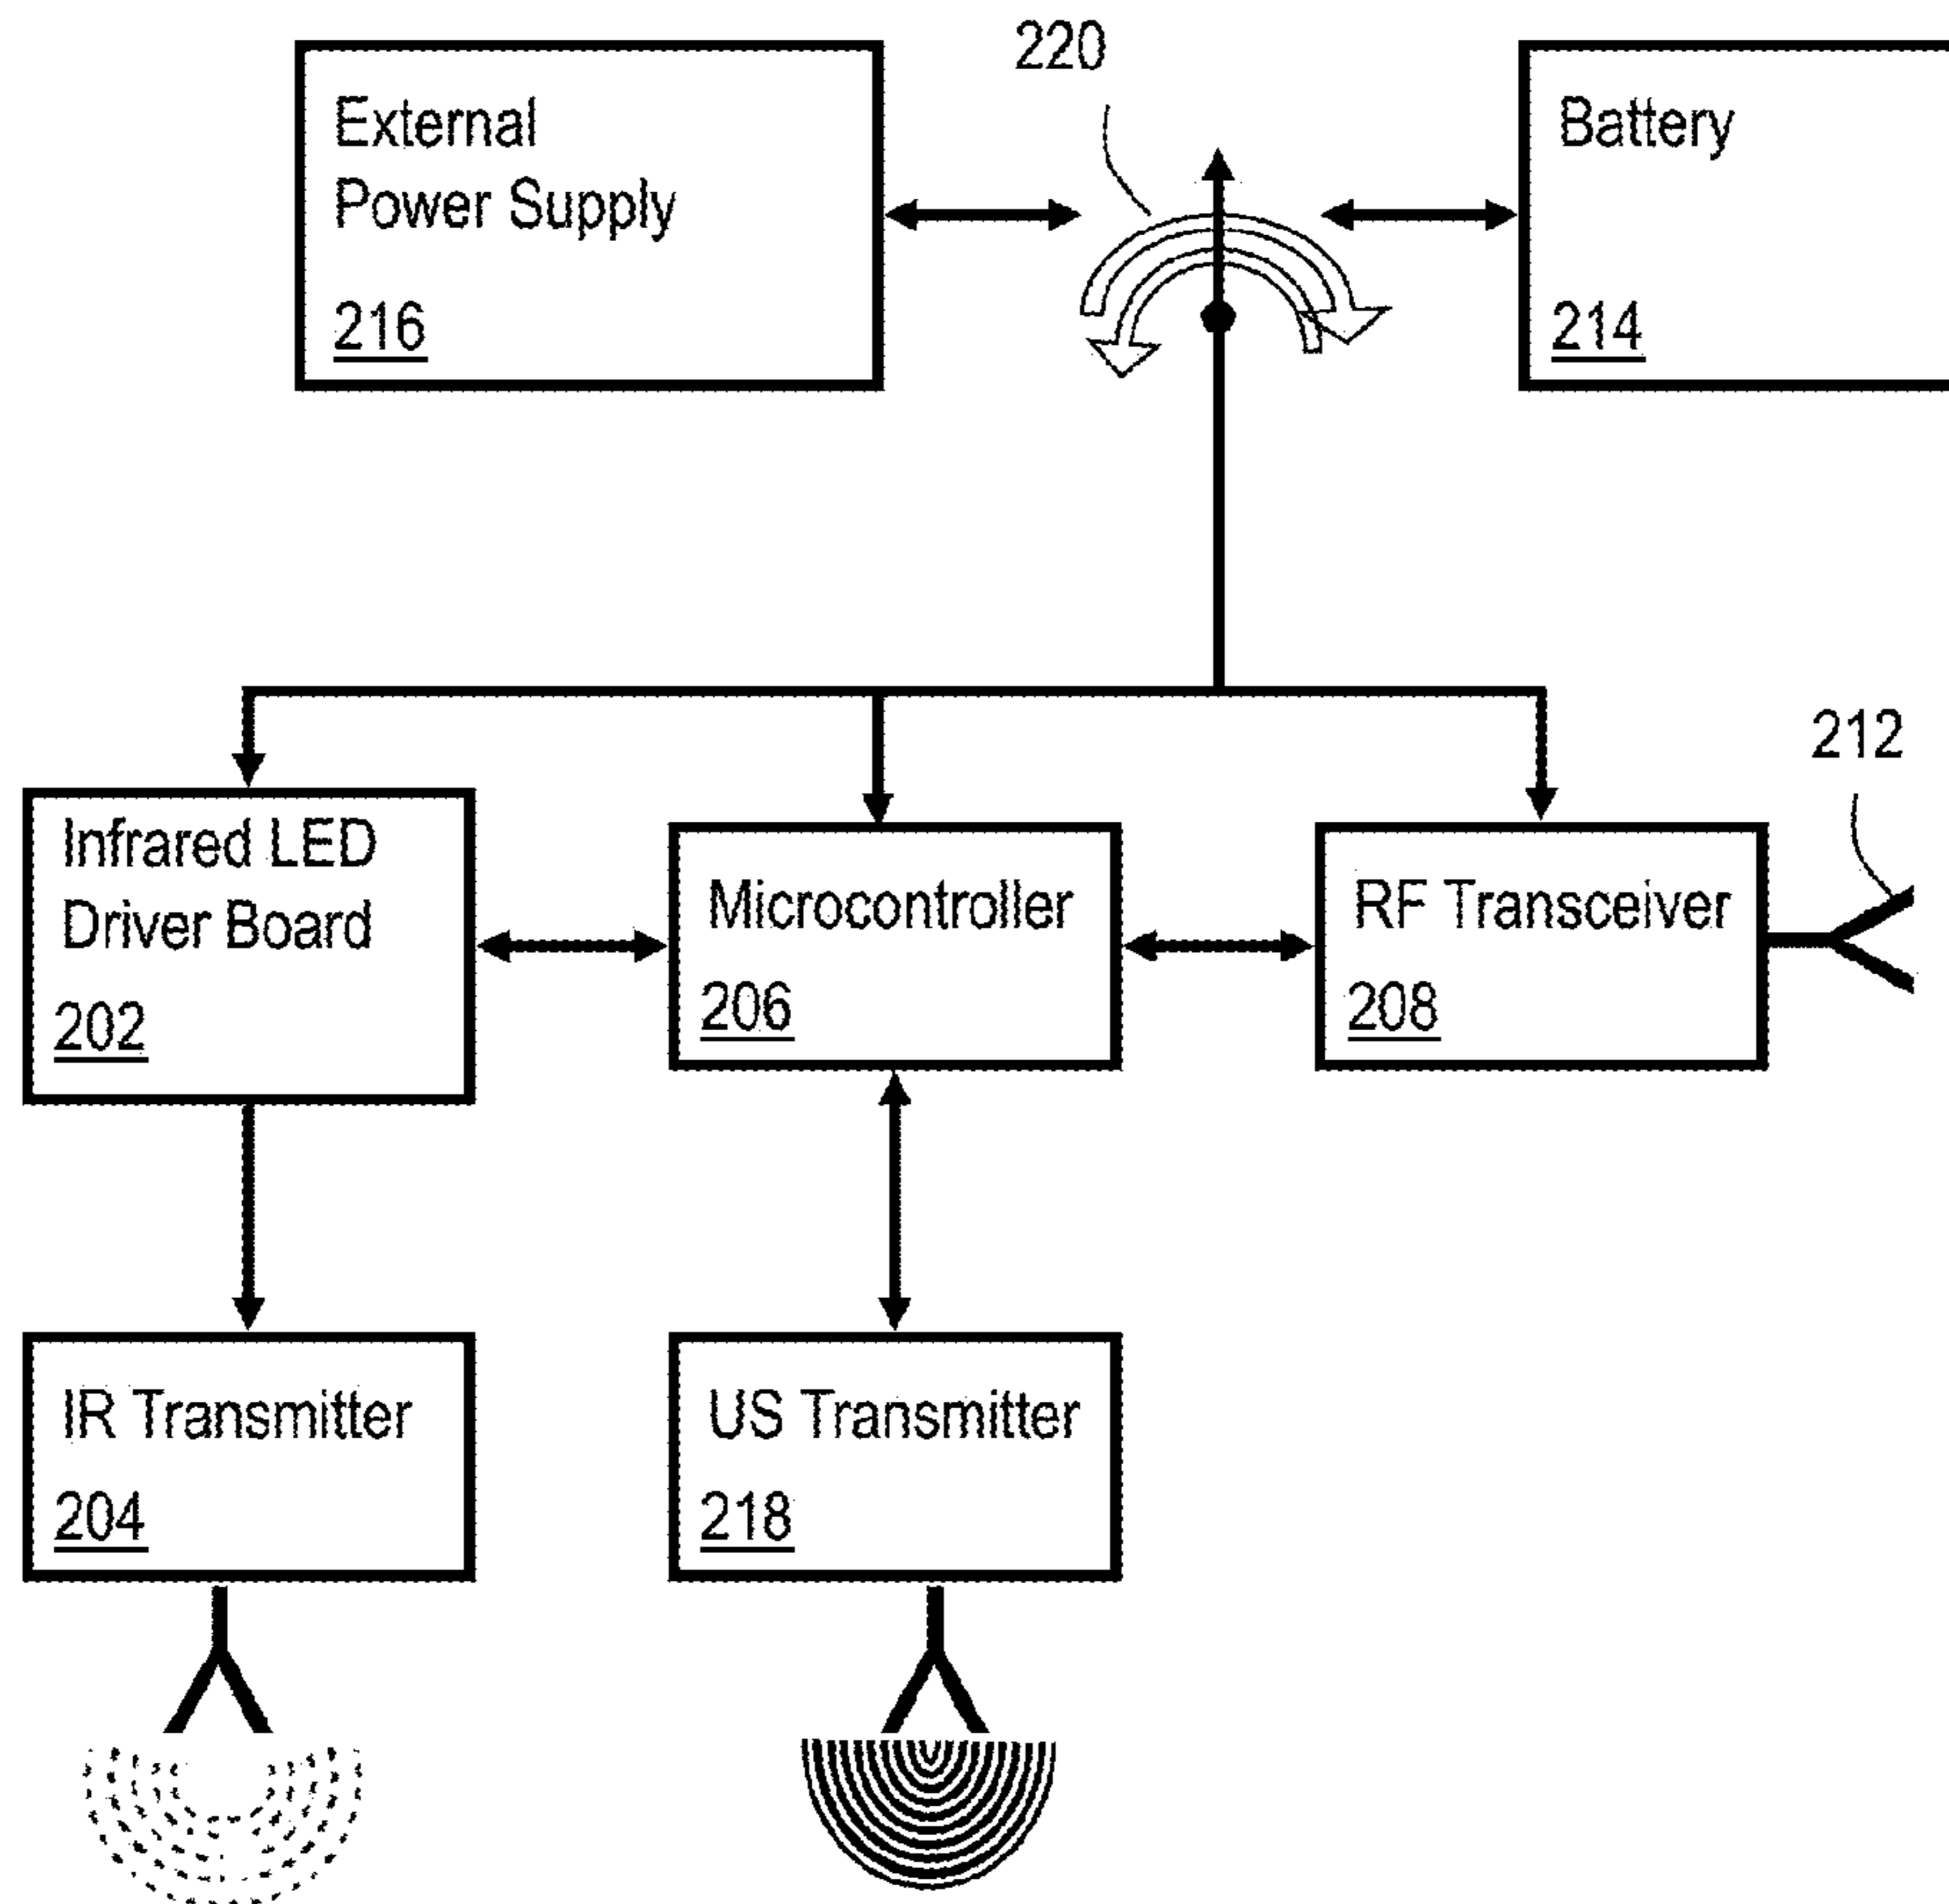 External
Power Supply
216
220
Battery
214
212
Infrared LED
Driver Board
202
Microcontroller
206
RF Transceiver
208
IR Transmitter
204
US Transmitter
218